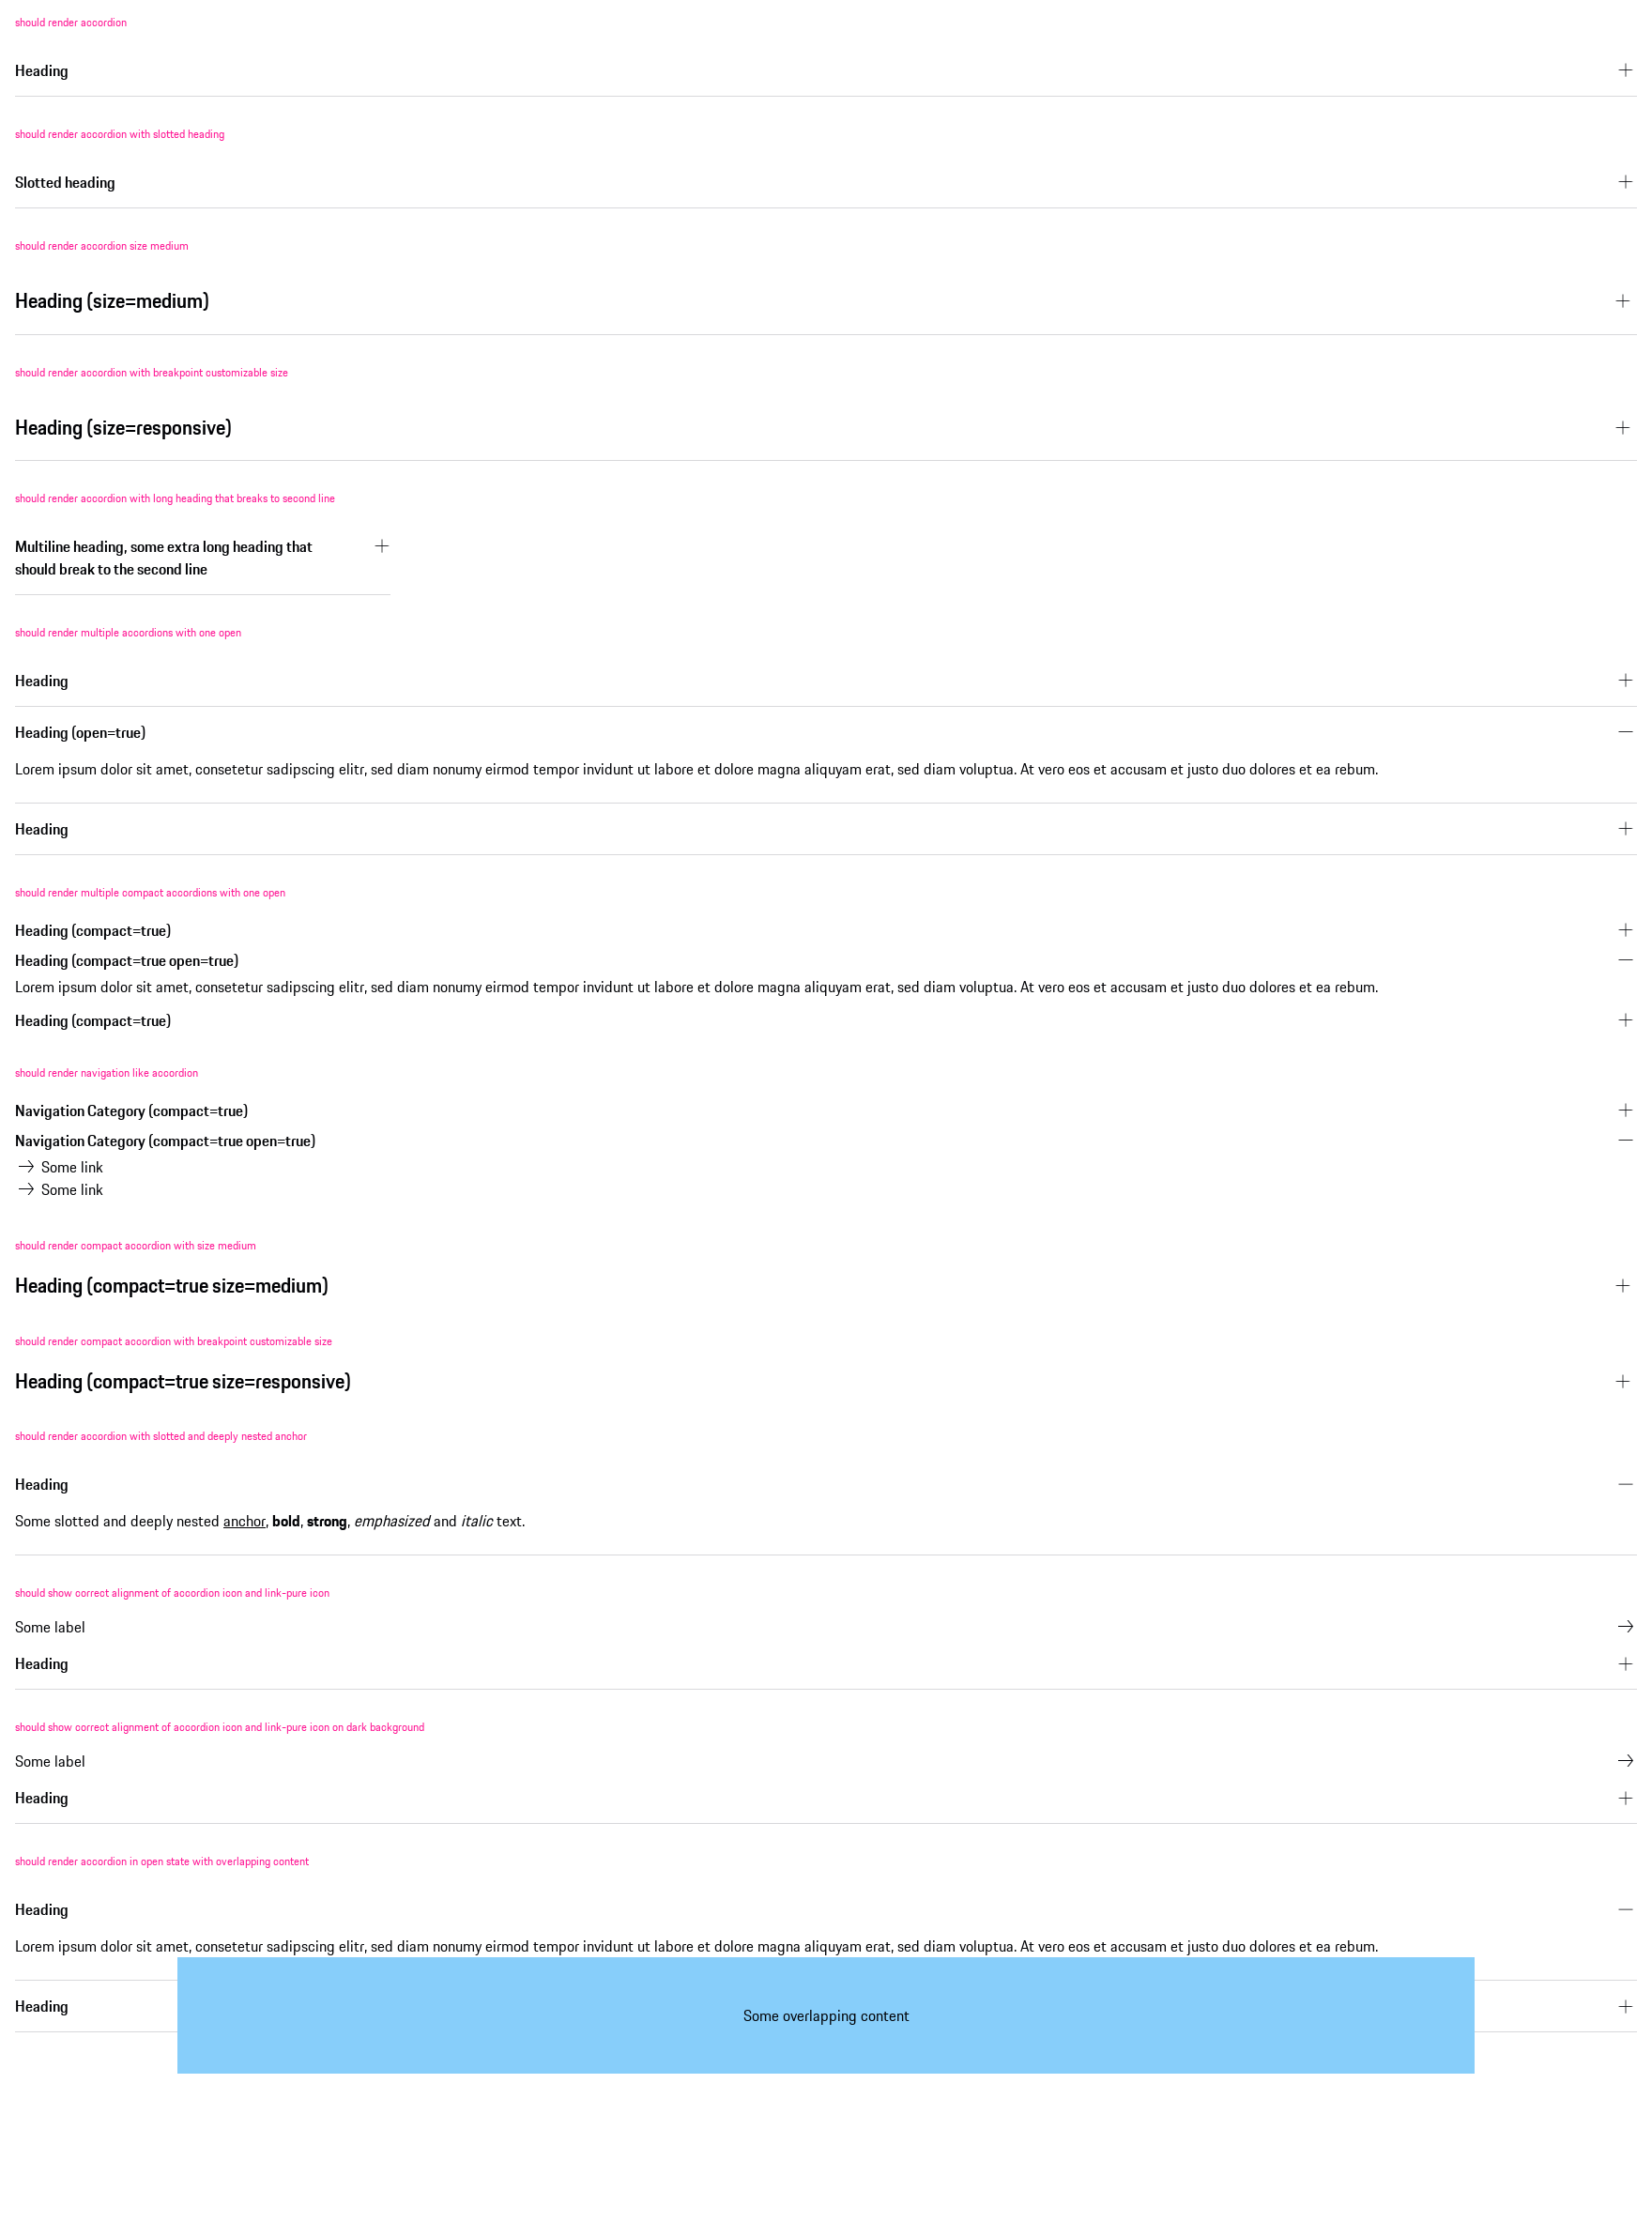 should render accordion
Heading
should render accordion with slotted heading
Slotted heading
should render accordion size medium
Heading (size=medium)
should render accordion with breakpoint customizable size
Heading (size=responsive)
should render accordion with long heading that breaks to second line
Multiline heading, some extra long heading that
should break to the second line
should render multiple accordions with one open
Heading
Heading (open=true)
Lorem ipsum dolor sit amet, consetetur sadipscing elitr, sed diam nonumy eirmod tempor invidunt ut labore et dolore magna aliquyam erat, sed diam voluptua. At vero eos et accusam et justo duo dolores et ea rebum.
Heading
should render multiple compact accordions with one open
Heading (compact=true)
Heading (compact=true open=true)
Lorem ipsum dolor sit amet, consetetur sadipscing elitr, sed diam nonumy eirmod tempor invidunt ut labore et dolore magna aliquyam erat, sed diam voluptua. At vero eos et accusam et justo duo dolores et ea rebum.
Heading (compact=true)
should render navigation like accordion
Navigation Category (compact=true)
Navigation Category (compact=true open=true)
Some link
Some link
should render compact accordion with size medium
Heading (compact=true size=medium)
should render compact accordion with breakpoint customizable size
Heading (compact=true size=responsive)
should render accordion with slotted and deeply nested anchor
Heading
Some slotted and deeply nested anchor, bold, strong, emphasized and italic text.
should show correct alignment of accordion icon and link-pure icon
Some label
Heading
should show correct alignment of accordion icon and link-pure icon on dark background
Some label
Heading
should render accordion in open state with overlapping content
Heading
Lorem ipsum dolor sit amet, consetetur sadipscing elitr, sed diam nonumy eirmod tempor invidunt ut labore et dolore magna aliquyam erat, sed diam voluptua. At vero eos et accusam et justo duo dolores et ea rebum.
Heading
Some overlapping content